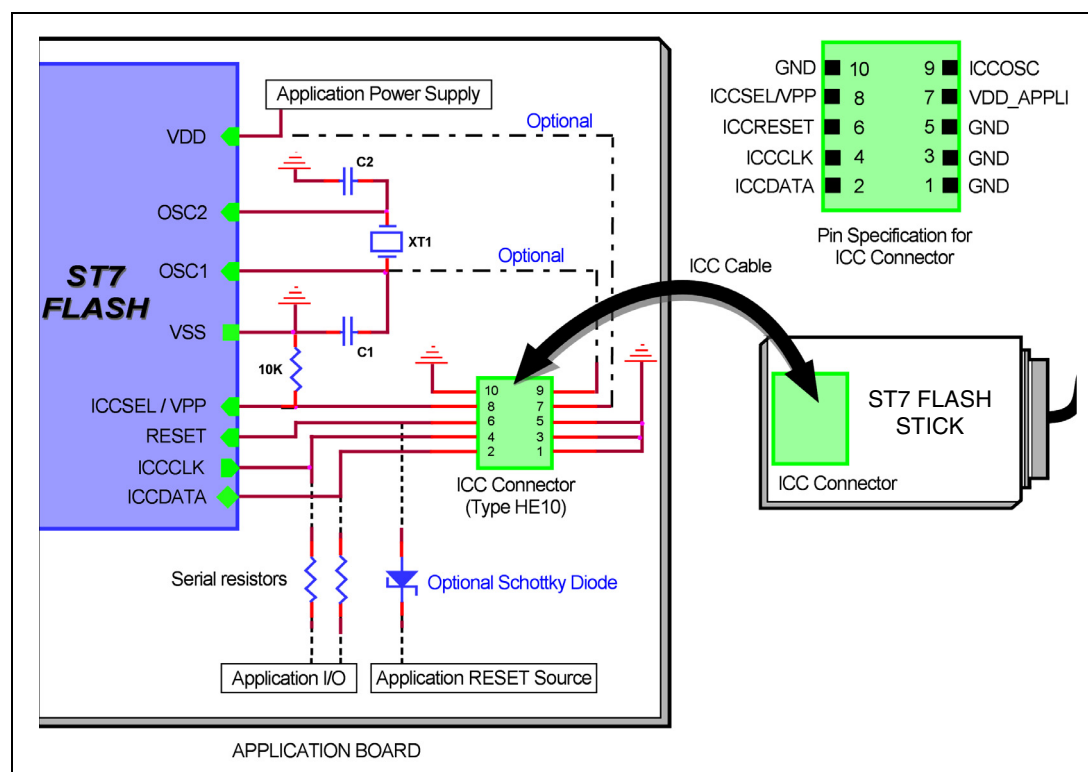 Application Power Supply
VDD
Optional
C2
OSC2
XT1
OSC1
Optional
ST7
FLASH
VSS
C1
10K
ICCSEL / VPP
RESET
ICCCLK
ICCDATA
10 9
8 7
6 5
4 3
2 1
ICC Connector
(Type HE10)
Serial resistors
Optional Schottky Diode
Application I/O
Application RESET Source
APPLICATION BOARD
GND 10 9 ICCOSC
ICCSEL/VPP 8 7 VDD_APPLI
ICCRESET 6 5 GND
ICCCLK 4 3 GND
ICCDATA 2 1 GND
Pin Specification for
ICC Connector
ICC Cable
ST7 FLASH
STICK
ICC Connector